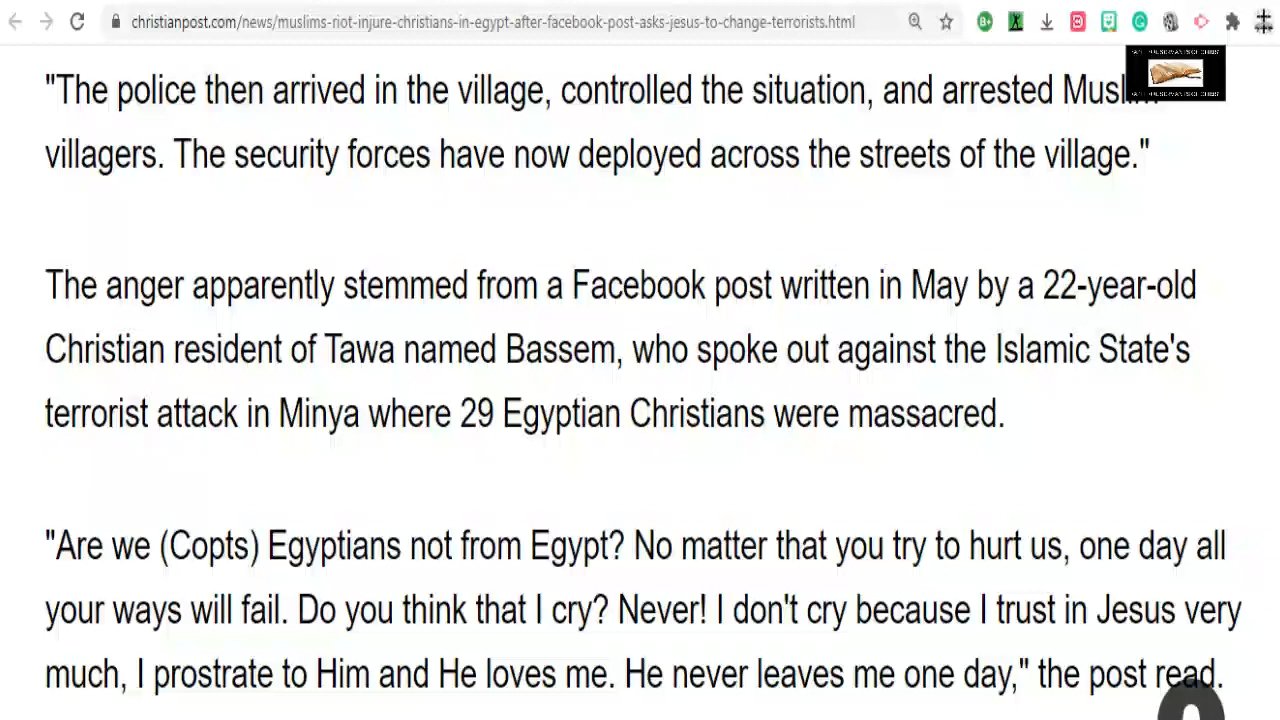 christianpost.com/news/muslims-riot-injure-christians-in-egypt-after-facebook-post-asks-jesus-to-change-terrorists.html
"The police then arrived in the village, controlled the situation, and arrested Muslim
villagers. The security forces have now deployed across the streets of the village."
The anger apparently stemmed from a Facebook post written in May by a 22-year-old
Christian resident of Tawa named Bassem, who spoke out against the Islamic State's
terrorist attack in Minya where 29 Egyptian Christians were massacred.
"Are we (Copts) Egyptians not from Egypt? No matter that you try to hurt us, one day all
your ways will fail. Do you think that I cry? Never! I don't cry because I trust in Jesus very
much, I prostrate to Him and He loves me. He never leaves me one day," the post read.